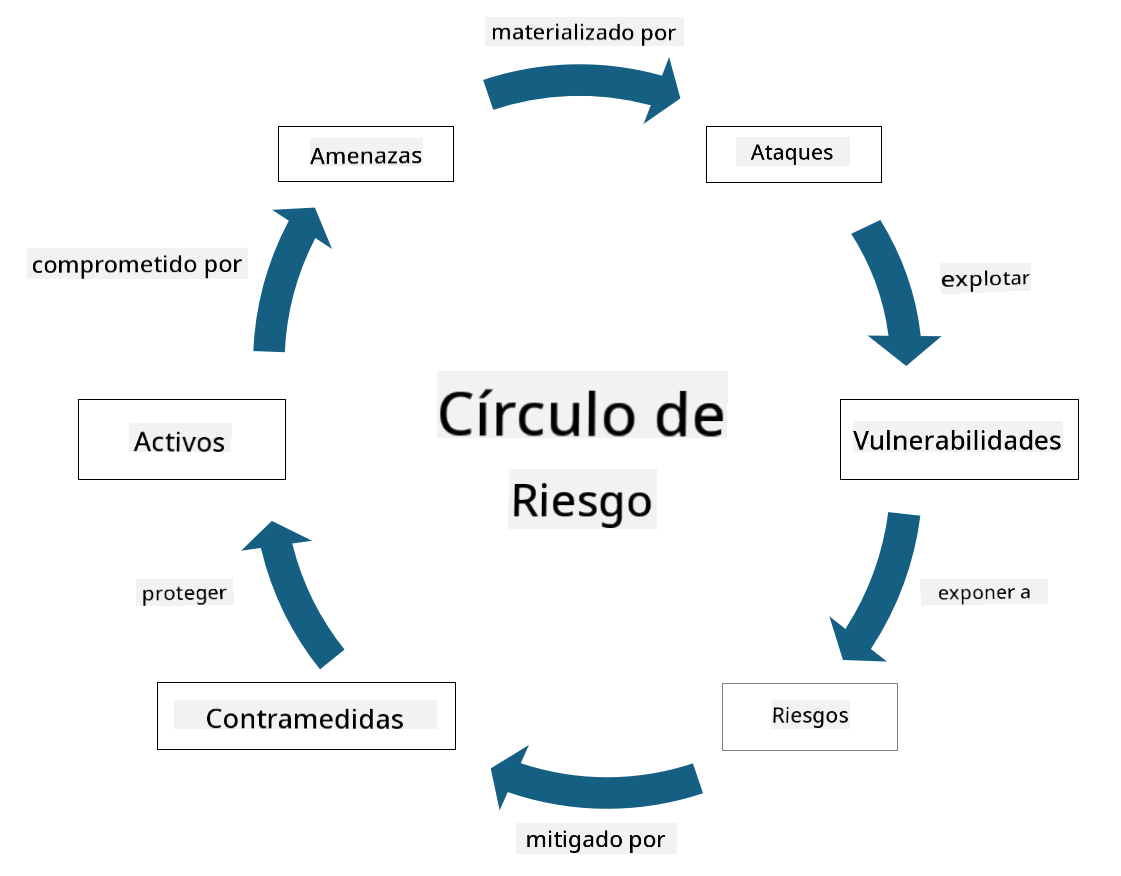 materializado por
Amenazas
Ataques
comprometido por
explotar
Círculo de
Riesgo
Activos
Vulnerabilidades
proteger
exponer a
Contramedidas
Riesgos
mitigado por